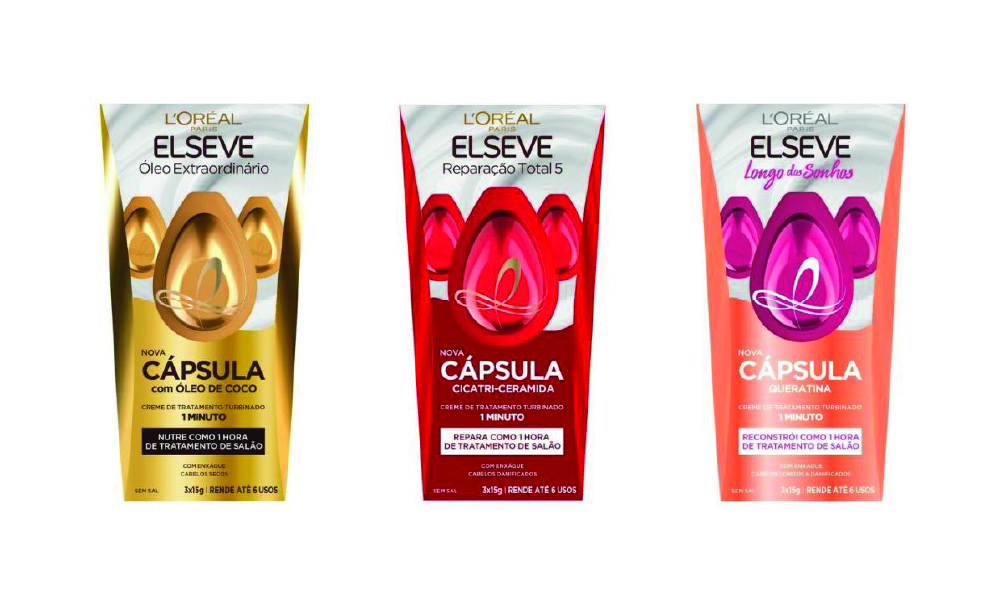 L'ORÉAL
PARIS
ELSEVE
Óleo Extraordinário
NOVA
CÁPSULA
com ÓLEO DE COCO
CREME DE TRATAMENTO TURBINADO
1 MINUTO
NUTRE COMO 1 HORA
DE TRATAMENTO DE SALÃO
COM ENXÁGUE
CABELOS SECOS
SEM SAL
3x15g | RENDE ATÉ 6 USOS
L'ORÉAL
PARIS
ELSEVE
Reparação Total 5
NOVA
CÁPSULA
CICATRI-CERAMIDA
CREME DE TRATAMENTO TURBINADO
1 MINUTO
REPARA COMO 1 HORA
DE TRATAMENTO DE SALÃO
COM ENXÁGUE
CABELOS DANIFICADOS
SEM SAL
3x15g | RENDE ATÉ 6 USOS
L'ORÉAL
PARIS
ELSEVE
Longo dos Sonhos
NOVA
CÁPSULA
QUERATINA
CREME DE TRATAMENTO TURBINADO
1 MINUTO
RECONSTRÓI COMO 1 HORA
DE TRATAMENTO DE SALÃO
COM ENXÁGUE
DANIFICADOS
SEM SAL
3x15g | RENDE ATÉ 6 USOS